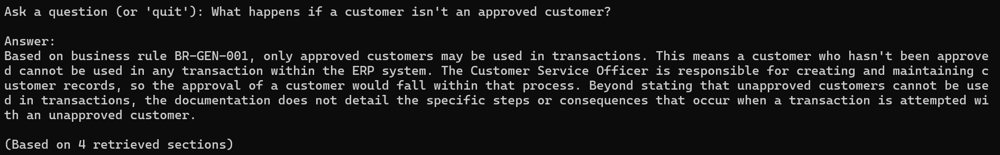 Ask a question (or 'quit'): What happens if a customer isn't an approved customer?
Answer:
Based on business rule BR-GEN-001, only approved customers may be used in transactions. This means a customer who hasn't been approve
d cannot be used in any transaction within the ERP system. The Customer Service Officer is responsible for creating and maintaining c
ustomer records, so the approval of a customer would fall within that process. Beyond stating that unapproved customers cannot be use
d in transactions, the documentation does not detail the specific steps or consequences that occur when a transaction is attempted wi
th an unapproved customer.
(Based on 4 retrieved sections)